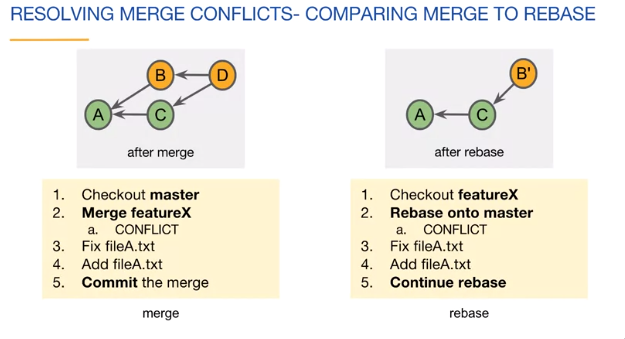 RESOLVING MERGE CONFLICTS- COMPARING MERGE TO REBASE
B D
A C
after merge
B'
A C
after rebase
1. Checkout master
2. Merge featureX
a. CONFLICT
3. Fix fileA.txt
4. Add fileA.txt
5. Commit the merge
merge
1. Checkout featureX
2. Rebase onto master
a. CONFLICT
3. Fix fileA.txt
4. Add fileA.txt
5. Continue rebase
rebase